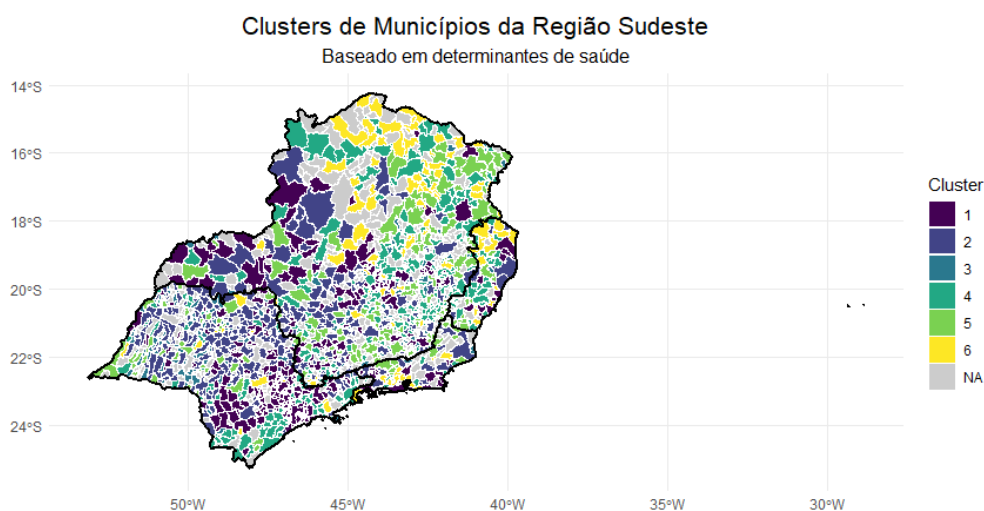 Clusters de Municípios da Região Sudeste
Baseado em determinantes de saúde
14°S
16°S
18°S
20°S
22°S
24°S
50°W
45°W
40°W
35°W
30°W
Cluster
1
2
3
4
5
6
NA